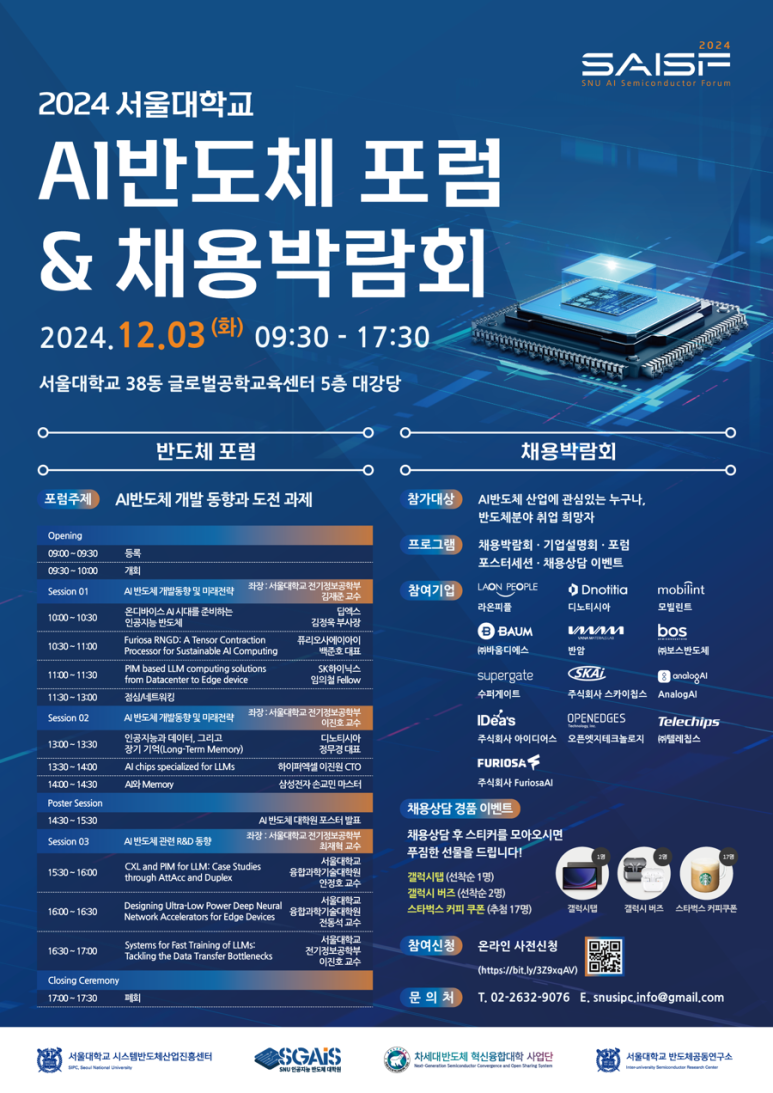 2024
SAISF
SNU AI Semiconductor Forum
2024 서울대학교
AI반도체 포럼
& 채용박람회
2024.12.03(화) 09:30 - 17:30
서울대학교 38동 글로벌공학교육센터 5층 대강당
반도체 포럼
포럼주제 AI반도체 개발 동향과 도전 과제
Opening
09:00 ~ 09:30 등록
09:30 ~ 10:00 개회
Session 01 AI 반도체 개발동향 및 미래전략 좌장 : 서울대학교 전기정보공학부
김재준 교수
10:00 ~ 10:30 온디바이스 AI 시대를 준비하는 딥엑스
인공지능 반도체 김정욱 부사장
10:30 ~ 11:00 Furiosa RNGD: A Tensor Contraction 퓨리오사에이아이
Processor for Sustainable AI Computing 백준호 대표
11:00 ~ 11:30 PIM based LLM computing solutions SK하이닉스
from Datacenter to Edge device 임의철 Fellow
11:30 ~ 13:00 점심/네트워킹
Session 02 AI 반도체 개발동향 및 미래전략 좌장 : 서울대학교 전기정보공학부
이진호 교수
13:00 ~ 13:30 인공지능과 데이터, 그리고 디노티시아
장기 기억(Long-Term Memory) 정무경 대표
13:30 ~ 14:00 AI chips specialized for LLMs 하이퍼엑셀 이진원 CTO
14:00 ~ 14:30 AI와 Memory 삼성전자 손교민 마스터
Poster Session
14:30 ~ 15:30 AI 반도체 대학원 포스터 발표
Session 03 AI 반도체 관련 R&D 동향 좌장 : 서울대학교 전기정보공학부
최재혁 교수
15:30 ~ 16:00 CXL and PIM for LLM: Case Studies
through AttAcc and Duplex
서울대학교
융합과학기술대학원
안정호 교수
16:00 ~ 16:30 Designing Ultra-Low Power Deep Neural
Network Accelerators for Edge Devices
서울대학교
융합과학기술대학원
전동석 교수
16:30 ~ 17:00 Systems for Fast Training of LLMs:
Tackling the Data Transfer Bottlenecks
서울대학교
전기정보공학부
이진호 교수
Closing Ceremony
17:00 ~ 17:30 폐회
채용박람회
참가대상 AI반도체 산업에 관심있는 누구나,
반도체분야 취업 희망자
프로그램 채용박람회 · 기업설명회 · 포럼
포스터세션 · 채용상담 이벤트
참여기업 LAON PEOPLE Dnotitia mobilint
라온피플 디노티시아 모빌린트
BAUM VANAM bos
㈜바움디에스 반암 ㈜보스반도체
supergate SKAi analogAI
수퍼게이트 주식회사 스카이칩스 AnalogAI
IDea's OPENEDGES Telechips
주식회사 아이디어스 오픈엣지테크놀로지 ㈜텔레칩스
FURIOSA
주식회사 FuriosaAI
채용상담 경품 이벤트
채용상담 후 스티커를 모아오시면
푸짐한 선물을 드립니다!
갤럭시탭 (선착순 1명)
갤럭시 버즈 (선착순 2명)
스타벅스 커피 쿠폰 (추첨 17명)
1명 2명 17명
갤럭시탭 갤럭시 버즈 스타벅스 커피쿠폰
참여신청 온라인 사전신청
(https://bit.ly/3Z9xqAV)
문 의 처 T. 02-2632-9076 E. snusipc.info@gmail.com
서울대학교 시스템반도체산업진흥센터
SIPC, Seoul National University
SGAIS
SNU 인공지능 반도체 대학원
차세대반도체 혁신융합대학 사업단
Next-Generation Semiconductor Convergence and Open Sharing System
서울대학교 반도체공동연구소
Inter-university Semiconductor Research Center